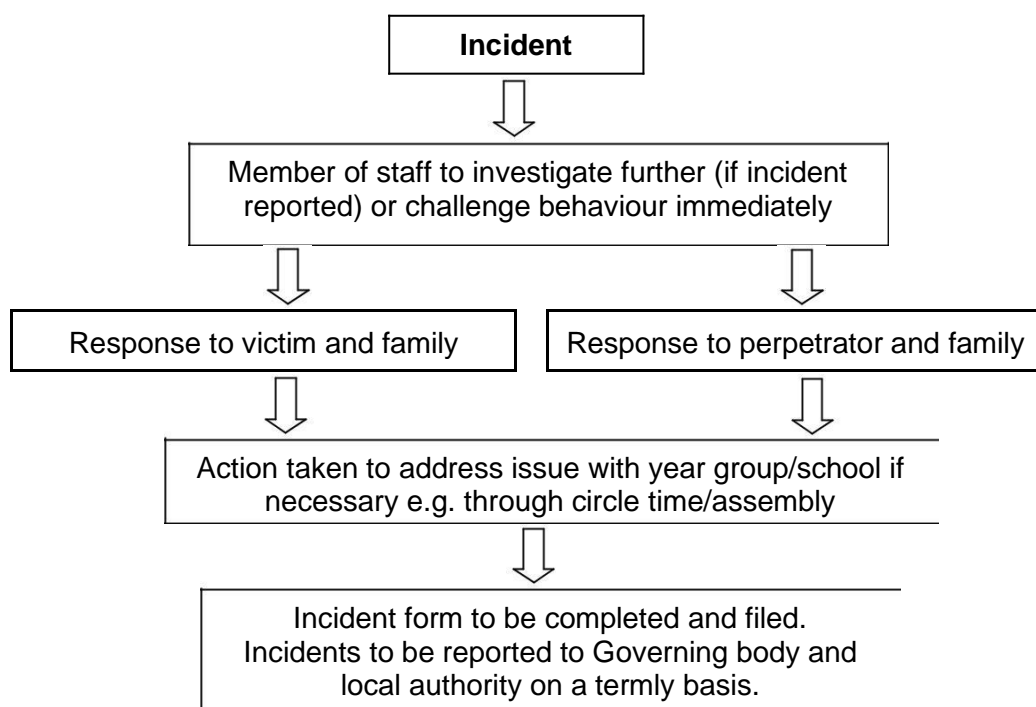 Incident
Member of staff to investigate further (if incident
reported) or challenge behaviour immediately
Response to victim and family
Response to perpetrator and family
Action taken to address issue with year group/school if
necessary e.g. through circle time/assembly
Incident form to be completed and filed.
Incidents to be reported to Governing body and
local authority on a termly basis.